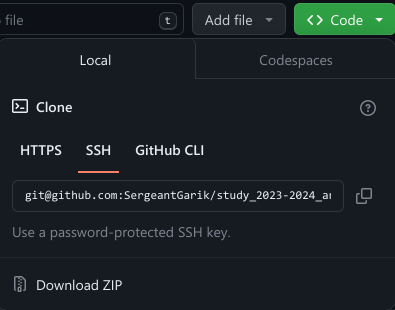 file t Add file <> Code
Local Codespaces
Clone
HTTPS SSH GitHub CLI
git@github.com:SergeantGarik/study_2023-2024_ar
Use a password-protected SSH key.
Download ZIP